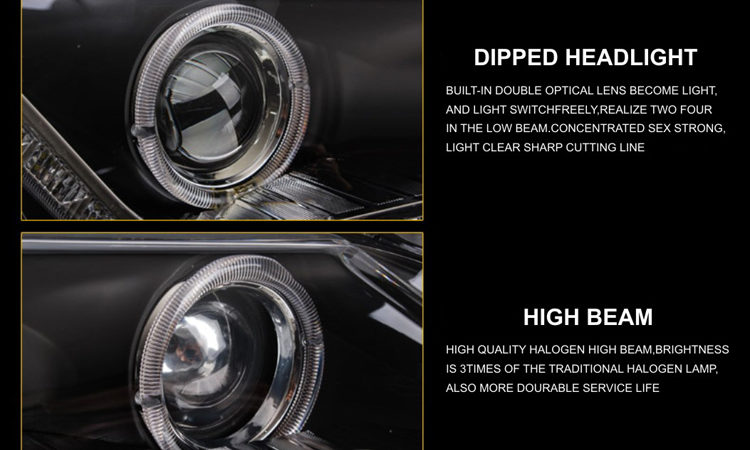 DIPPED HEADLIGHT
BUILT-IN DOUBLE OPTICAL LENS BECOME LIGHT,
AND LIGHT SWITCHFREELY,REALIZE TWO FOUR
IN THE LOW BEAM.CONCENTRATED SEX STRONG,
LIGHT CLEAR SHARP CUTTING LINE
HIGH BEAM
HIGH QUALITY HALOGEN HIGH BEAM,BRIGHTNESS
IS 3TIMES OF THE TRADITIONAL HALOGEN LAMP,
ALSO MORE DOURABLE SERVICE LIFE